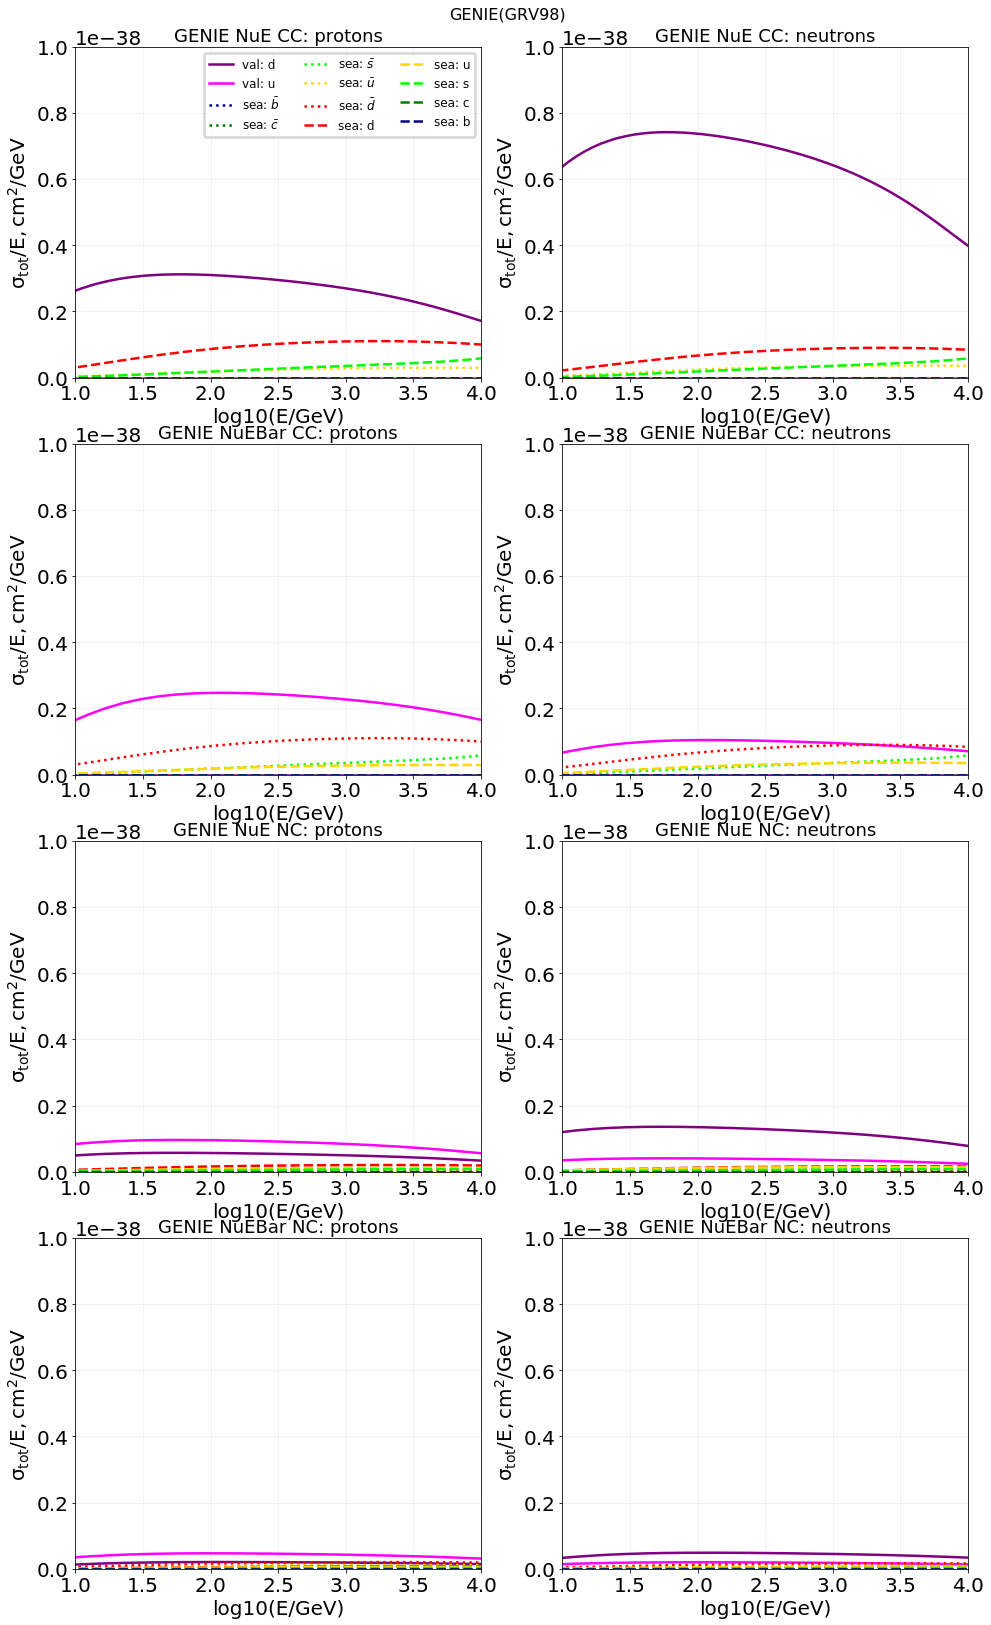 GENIE(GRV98)
1e−38 GENIE NuE CC: protons
1.0
0.8
0.6
0.4
0.2
0.0
σtot/E, cm²/GeV
val: d
val: u
sea: b̄
sea: c̄
sea: s̄
sea: ū
sea: d̄
sea: d
sea: u
sea: s
sea: c
sea: b
1.0 1.5 2.0 2.5 3.0 3.5 4.0
log10(E/GeV)
1e−38 GENIE NuE CC: neutrons
1.0
0.8
0.6
0.4
0.2
0.0
σtot/E, cm²/GeV
1.0 1.5 2.0 2.5 3.0 3.5 4.0
log10(E/GeV)
1e−38 GENIE NuEBar CC: protons
1.0
0.8
0.6
0.4
0.2
0.0
σtot/E, cm²/GeV
1.0 1.5 2.0 2.5 3.0 3.5 4.0
log10(E/GeV)
1e−38 GENIE NuEBar CC: neutrons
1.0
0.8
0.6
0.4
0.2
0.0
σtot/E, cm²/GeV
1.0 1.5 2.0 2.5 3.0 3.5 4.0
log10(E/GeV)
1e−38 GENIE NuE NC: protons
1.0
0.8
0.6
0.4
0.2
0.0
σtot/E, cm²/GeV
1.0 1.5 2.0 2.5 3.0 3.5 4.0
log10(E/GeV)
1e−38 GENIE NuE NC: neutrons
1.0
0.8
0.6
0.4
0.2
0.0
σtot/E, cm²/GeV
1.0 1.5 2.0 2.5 3.0 3.5 4.0
log10(E/GeV)
1e−38 GENIE NuEBar NC: protons
1.0
0.8
0.6
0.4
0.2
0.0
σtot/E, cm²/GeV
1.0 1.5 2.0 2.5 3.0 3.5 4.0
log10(E/GeV)
1e−38 GENIE NuEBar NC: neutrons
1.0
0.8
0.6
0.4
0.2
0.0
σtot/E, cm²/GeV
1.0 1.5 2.0 2.5 3.0 3.5 4.0
log10(E/GeV)